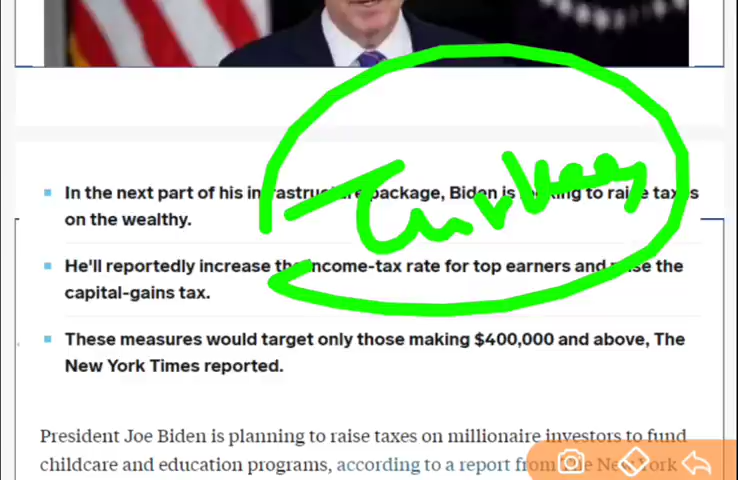 Turkey
In the next part of his infrastructure package, Biden is looking to raise taxes
on the wealthy.
He'll reportedly increase the income-tax rate for top earners and raise the
capital-gains tax.
These measures would target only those making $400,000 and above, The
New York Times reported.
President Joe Biden is planning to raise taxes on millionaire investors to fund
childcare and education programs, according to a report from The New York